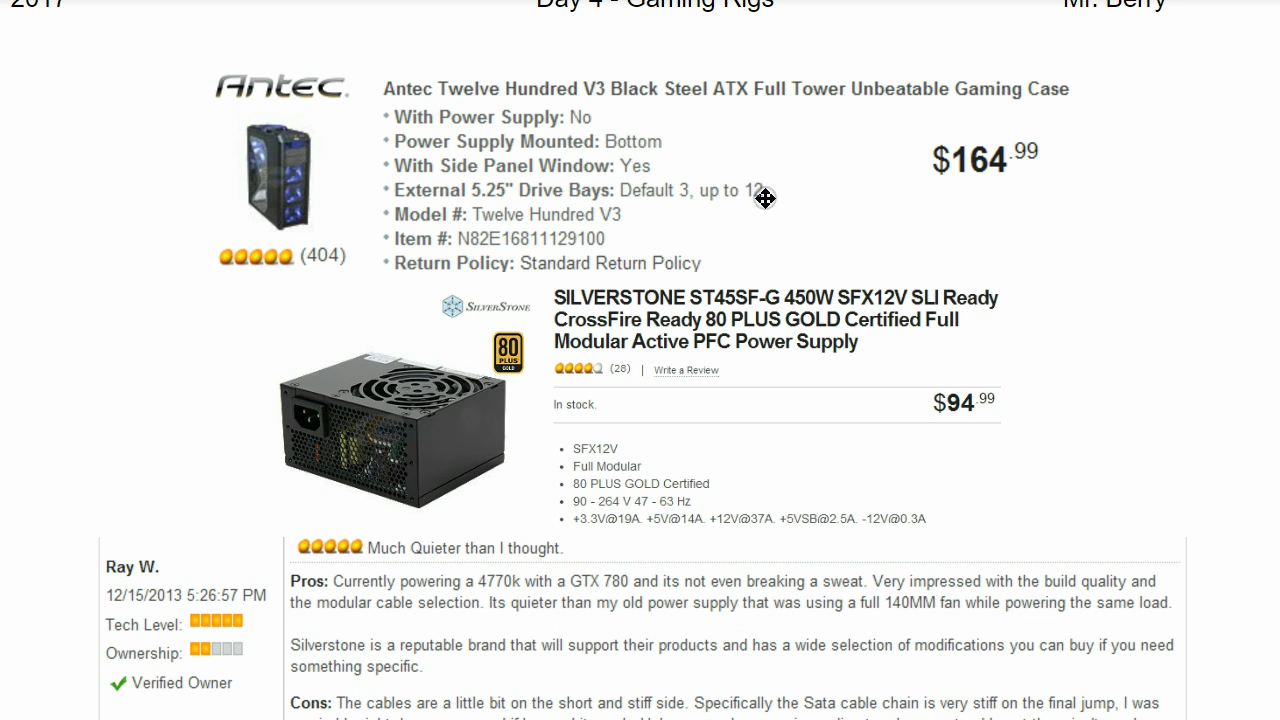 2017 Day 4 - Gaming Rigs Mr. Berry
Antec
Antec Twelve Hundred V3 Black Steel ATX Full Tower Unbeatable Gaming Case
• With Power Supply: No
• Power Supply Mounted: Bottom
• With Side Panel Window: Yes
• External 5.25" Drive Bays: Default 3, up to 12
• Model #: Twelve Hundred V3
• Item #: N82E16811129100
• Return Policy: Standard Return Policy
$164.99
(404)
SILVERSTONE
80 PLUS GOLD
SILVERSTONE ST45SF-G 450W SFX12V SLI Ready
CrossFire Ready 80 PLUS GOLD Certified Full
Modular Active PFC Power Supply
(28) | Write a Review
In stock. $94.99
• SFX12V
• Full Modular
• 80 PLUS GOLD Certified
• 90 - 264 V 47 - 63 Hz
• +3.3V@19A, +5V@14A, +12V@37A, +5VSB@2.5A, -12V@0.3A
Ray W.
12/15/2013 5:26:57 PM
Tech Level:
Ownership:
Verified Owner
Much Quieter than I thought.
Pros: Currently powering a 4770k with a GTX 780 and its not even breaking a sweat. Very impressed with the build quality and
the modular cable selection. Its quieter than my old power supply that was using a full 140MM fan while powering the same load.
Silverstone is a reputable brand that will support their products and has a wide selection of modifications you can buy if you need
something specific.
Cons: The cables are a little bit on the short and stiff side. Specifically the Sata cable chain is very stiff on the final jump, I was